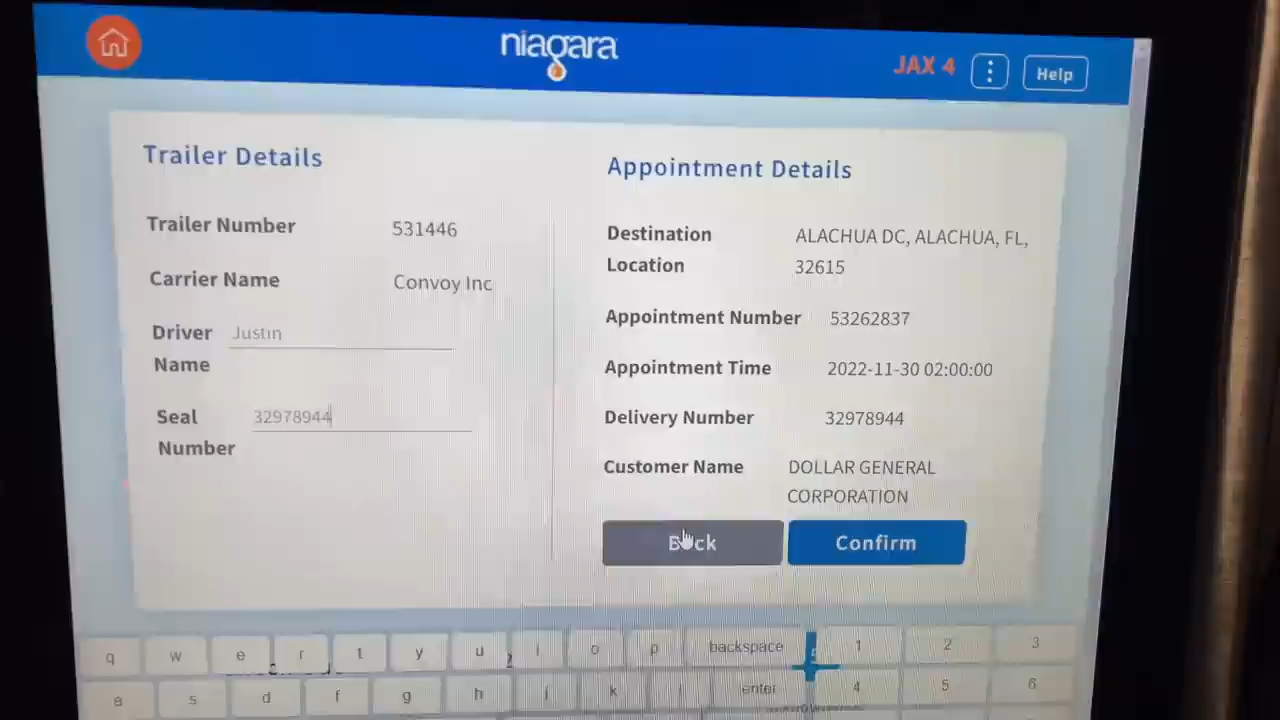 niagara
JAX 4
Help
Trailer Details
Trailer Number 531446
Carrier Name Convoy Inc
Driver Name Justin
Seal Number 32978944
Appointment Details
Destination Location ALACHUA DC, ALACHUA, FL, 32615
Appointment Number 53262837
Appointment Time 2022-11-30 02:00:00
Delivery Number 32978944
Customer Name DOLLAR GENERAL CORPORATION
Back Confirm
q w e r t y u i o p backspace 1 2 3
a s d f g h j k l enter 4 5 6